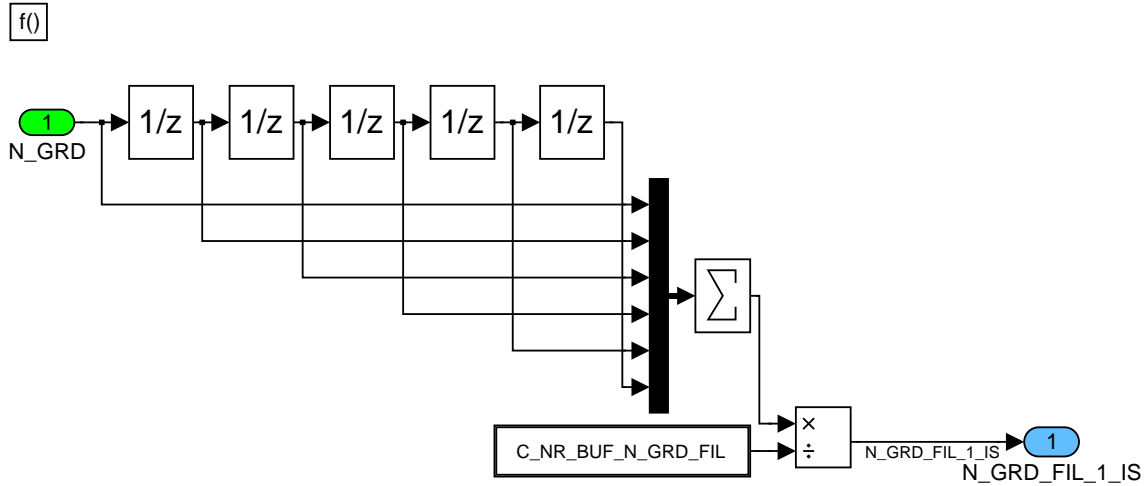 f()
1
1/z
1/z
1/z
1/z
1/z
N_GRD
×
C_NR_BUF_N_GRD_FIL
÷
N_GRD_FIL_1_IS
1
N_GRD_FIL_1_IS